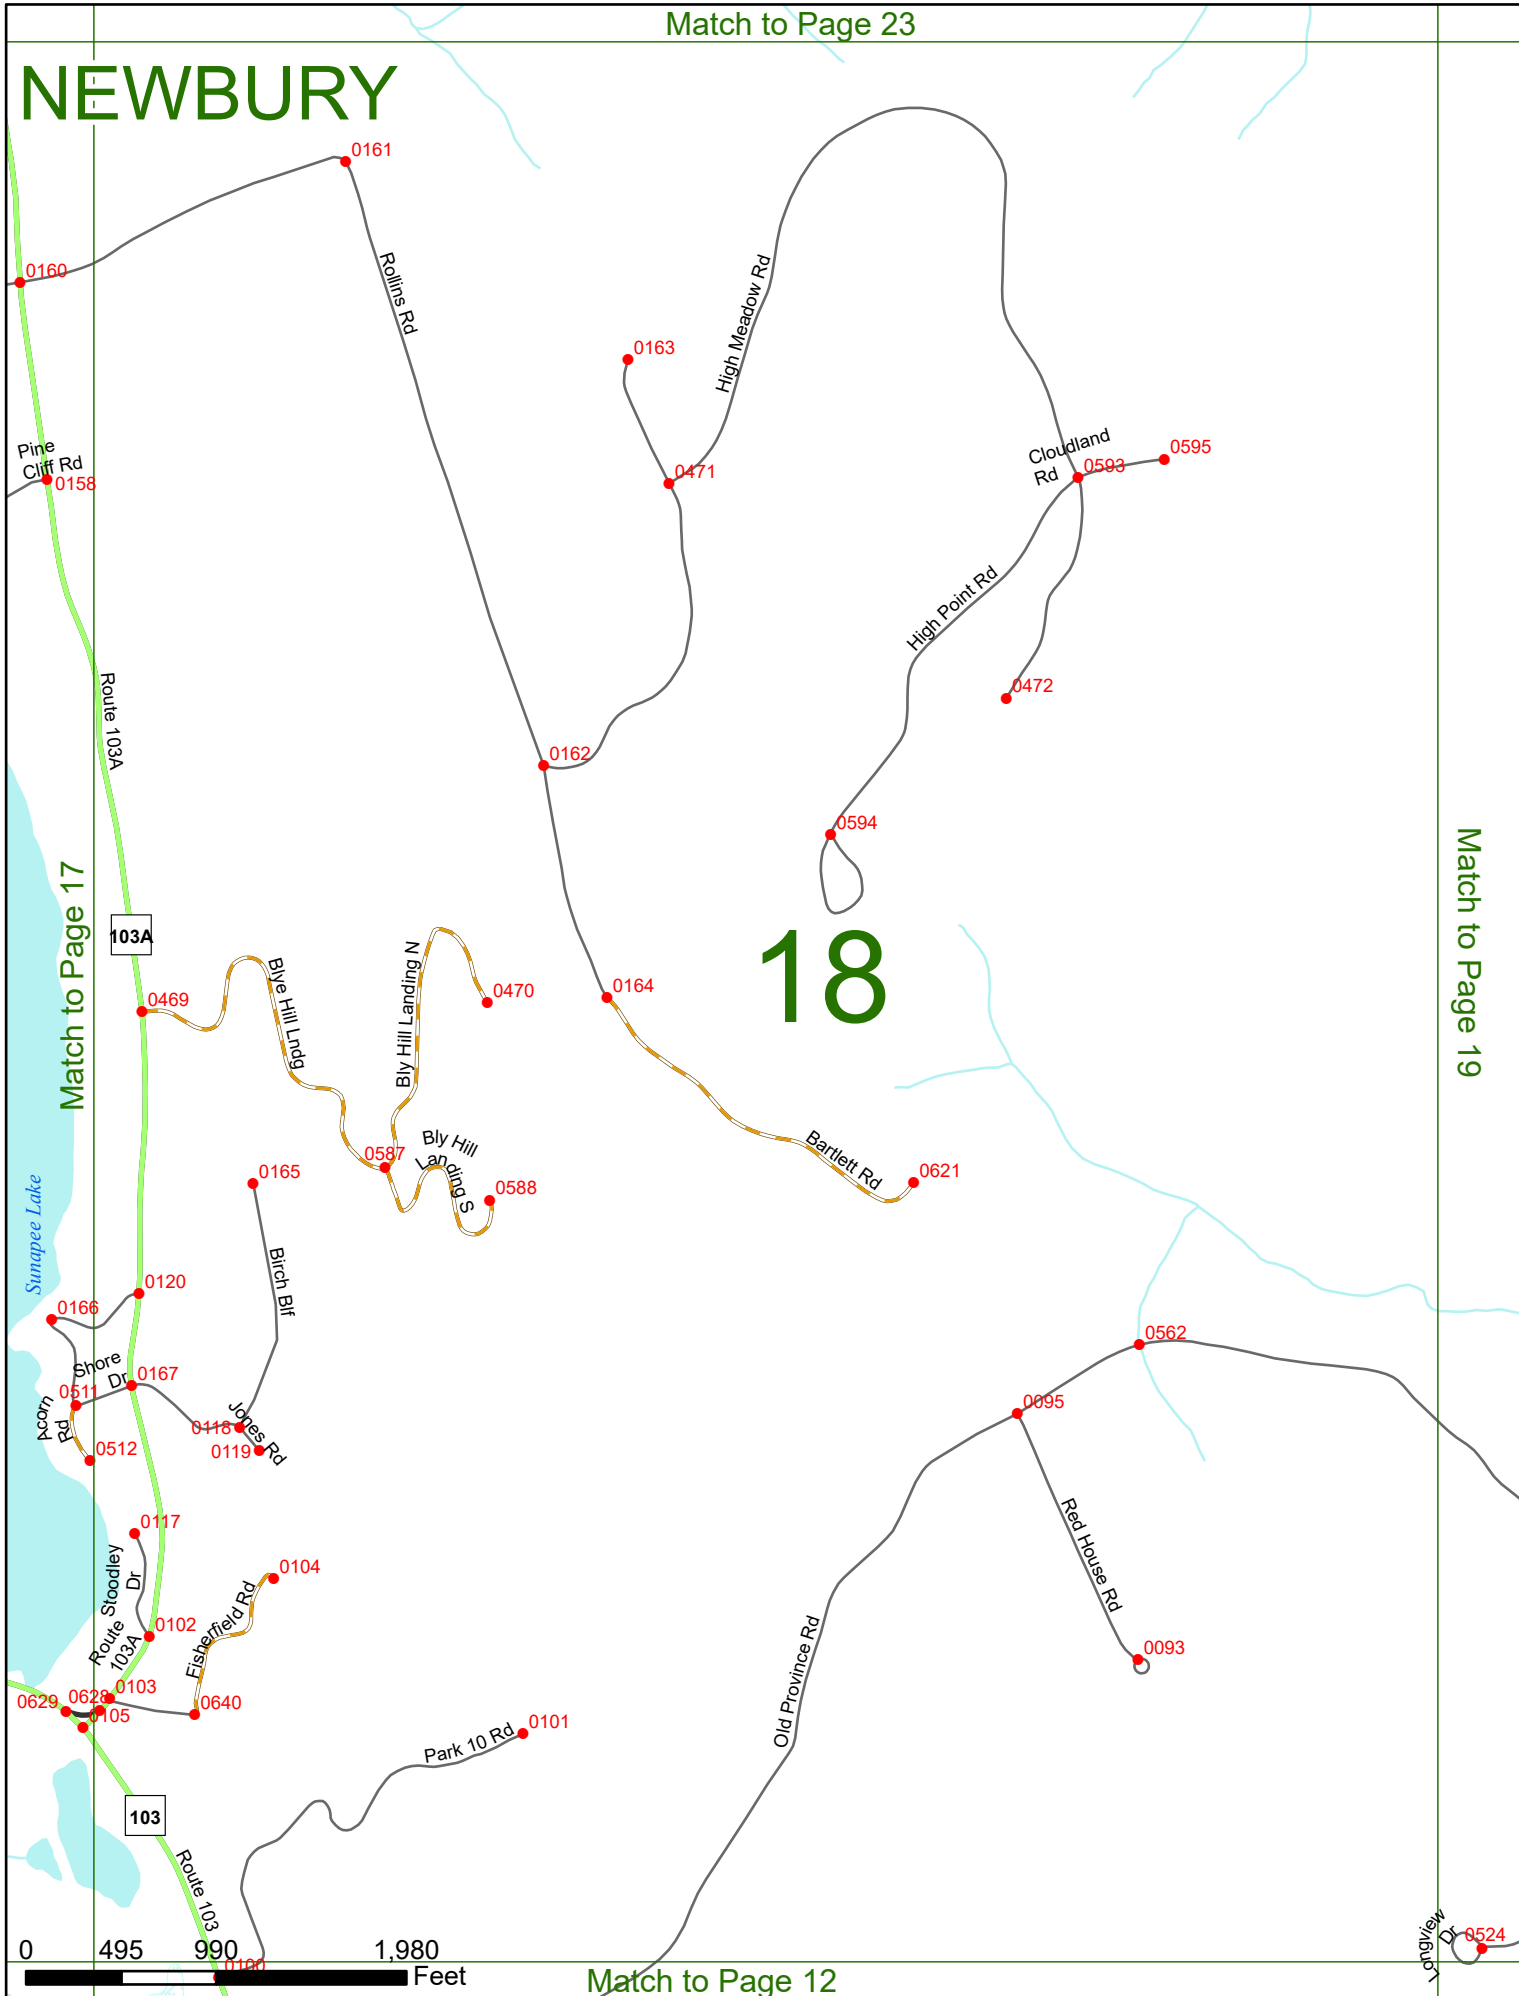 Match to Page 23
NEWBURY
0161
0160
Rollins Rd
High Meadow Rd
0163
Pine
Cliff Rd
0158
0471
Cloudland
Rd
0593
0595
High Point Rd
Route 103A
0472
0162
0594
Match to Page 17
Match to Page 19
103A
18
0469
Blye Hill Lndg
Bly Hill Landing N
0470
0164
Bly Hill
Landing S
0587
0588
Bartlett Rd
0621
0165
Sunapee Lake
Birch Blf
0120
0166
0562
Shore
Dr
0167
0511
Acorn
Rd
0095
0118
Jones Rd
0119
0512
Red House Rd
0117
Stoodley
Dr
0104
Fisherfield Rd
0102
Route
103A
Old Province Rd
0093
0103
0628
0629
0105
0640
0101
Park 10 Rd
103
Route 103
Longview
Dr
0524
0 495 990 1,980
0100
Feet
Match to Page 12